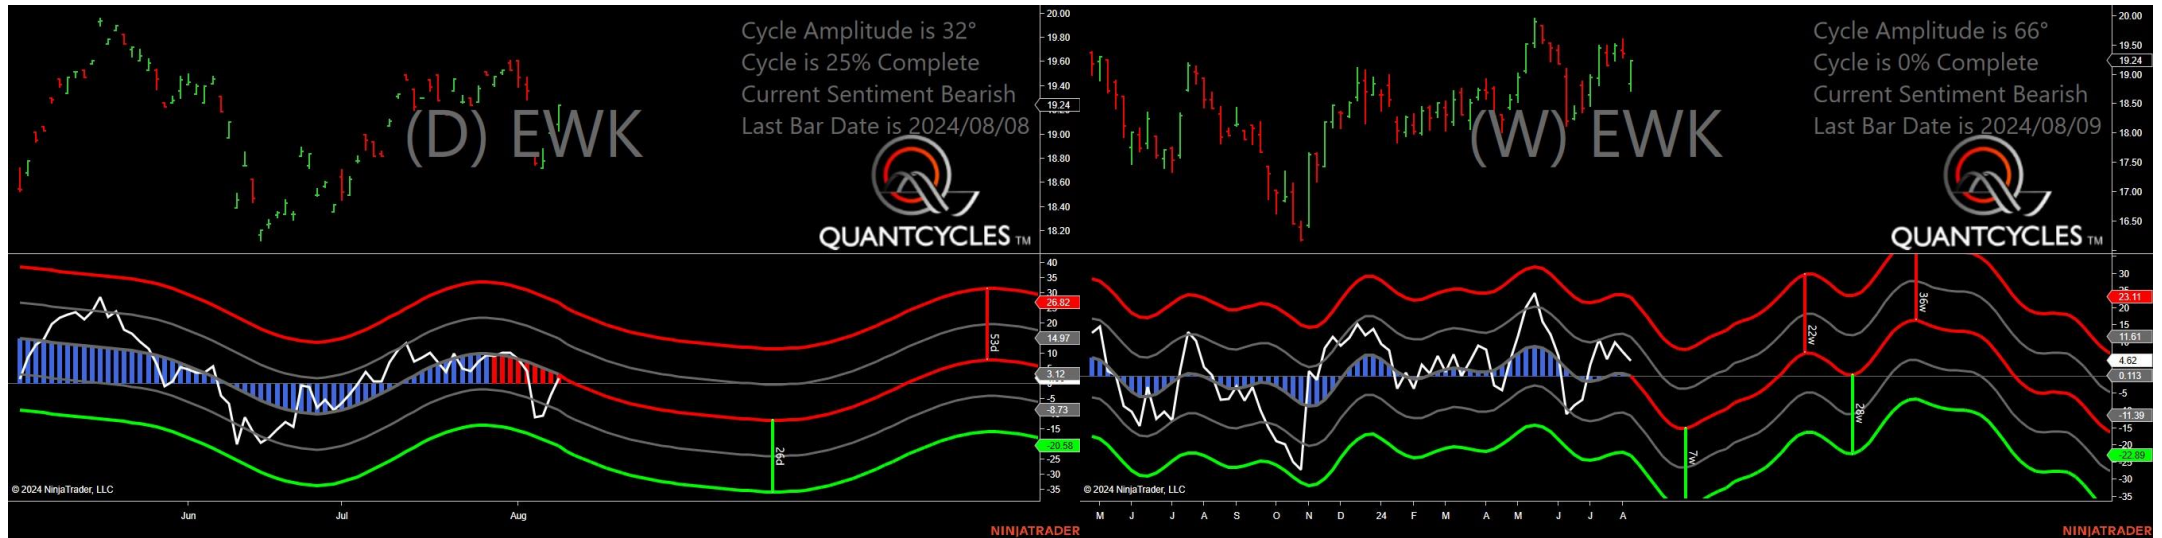 Cycle Amplitude is 32°
Cycle is 25% Complete
Current Sentiment Bearish
Last Bar Date is 2024/08/08
(D) EWK
QUANTCYCLES TM
20.00
19.80
19.60
19.40
19.24
19.00
18.80
18.60
18.40
18.20
40
35
30
26.82
20
14.97
10
3.12
-5
-8.73
-15
-20.58
-25
-30
-35
53d
26d
© 2024 NinjaTrader, LLC
Jun
Jul
Aug
NINJATRADER
Cycle Amplitude is 66°
Cycle is 0% Complete
Current Sentiment Bearish
Last Bar Date is 2024/08/09
(W) EWK
QUANTCYCLES TM
20.00
19.50
19.24
19.00
18.50
18.00
17.50
17.00
16.50
30
23.11
20
15
11.61
4.62
0.113
-5
-11.39
-15
-20
-22.89
-25
-30
-35
22w
36w
28w
7w
© 2024 NinjaTrader, LLC
M
J
J
A
S
O
N
D
24
F
M
A
M
J
J
A
NINJATRADER